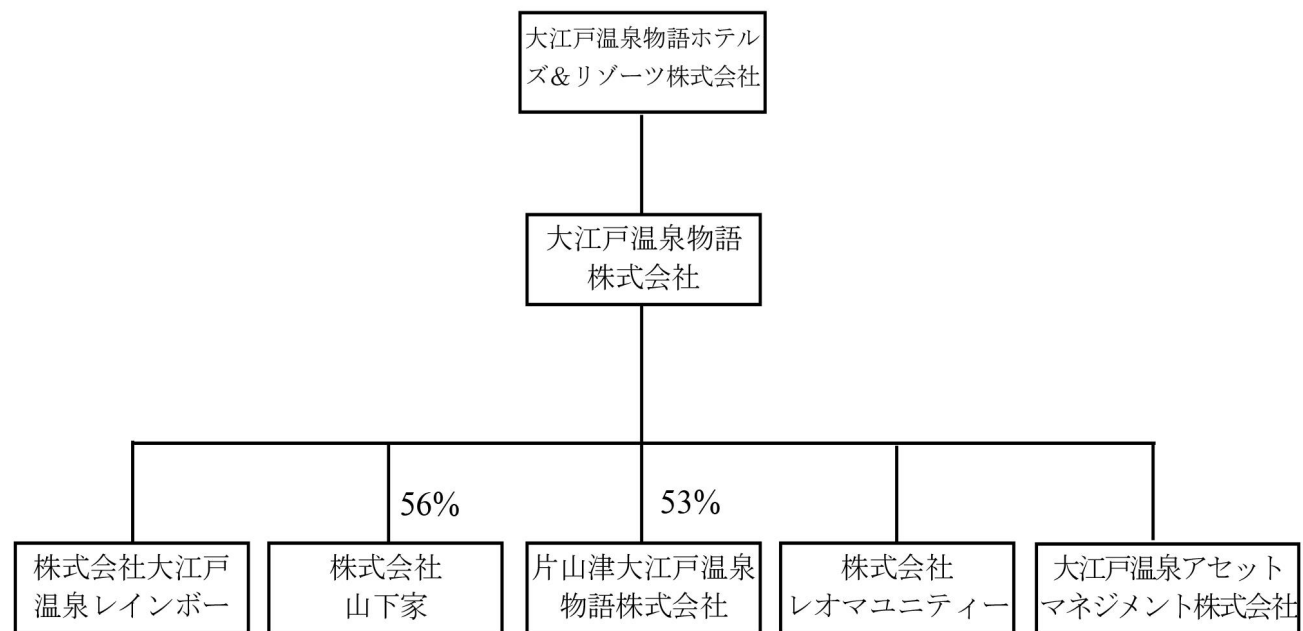 大江戸温泉物語ホテル
ズ＆リゾーツ株式会社
大江戸温泉物語
株式会社
56%
53%
株式会社大江戸
温泉レインボー
株式会社
山下家
片山津大江戸温泉
物語株式会社
株式会社
レオマユニティー
大江戸温泉アセット
マネジメント株式会社